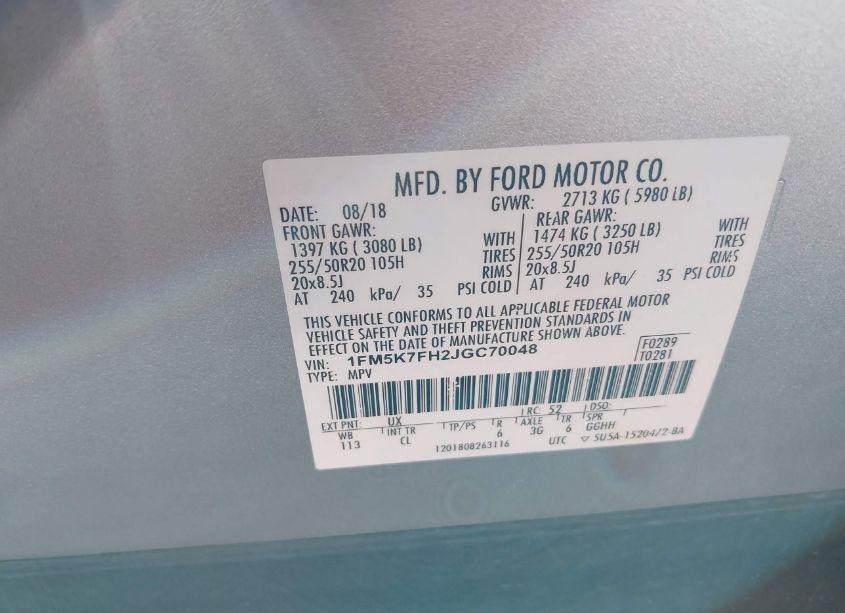 MFD. BY FORD MOTOR CO.
DATE: 08/18 GVWR: 2713 KG ( 5980 LB)
FRONT GAWR: REAR GAWR:
1397 KG ( 3080 LB) WITH 1474 KG ( 3250 LB) WITH
255/50R20 105H TIRES 255/50R20 105H TIRES
20x8.5J RIMS 20x8.5J RIMS
AT 240 kPa/ 35 PSI COLD AT 240 kPa/ 35 PSI COLD
THIS VEHICLE CONFORMS TO ALL APPLICABLE FEDERAL MOTOR
VEHICLE SAFETY AND THEFT PREVENTION STANDARDS IN
EFFECT ON THE DATE OF MANUFACTURE SHOWN ABOVE.
VIN: 1FM5K7FH2JGC70048 F0289
TYPE: MPV T0281
EXT PNT: UX RC: 52 DSO:
WB INT TR TP/PS R AXLE TR SPR
113 CL 6 3G 6 GGHH
1201808263116 UTC 5U5A-15204/2-BA